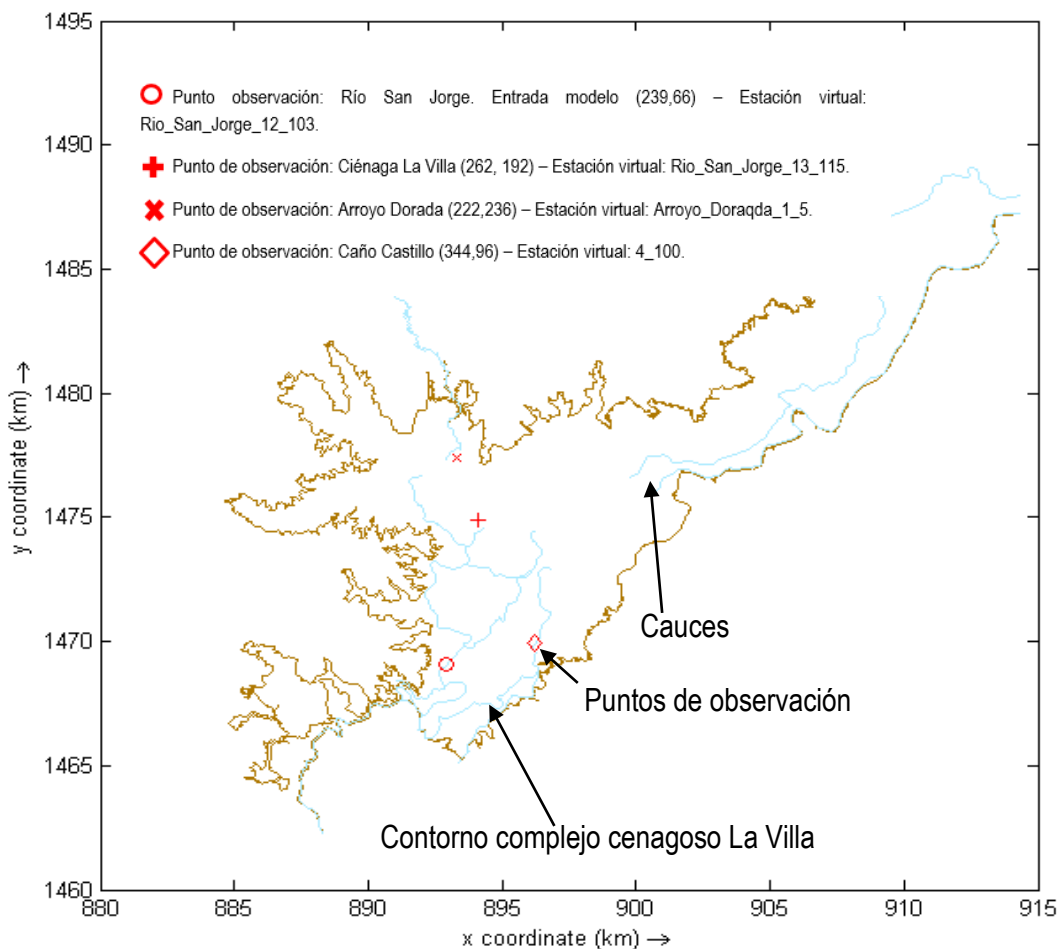 1495
1490
1485
1480
1475
1470
1465
1460
y coordinate (km) →
Punto observación: Río San Jorge. Entrada modelo (239,66) – Estación virtual:
Rio_San_Jorge_12_103.
Punto de observación: Ciénaga La Villa (262, 192) – Estación virtual: Rio_San_Jorge_13_115.
Punto de observación: Arroyo Dorada (222,236) – Estación virtual: Arroyo_Doraqda_1_5.
Punto de observación: Caño Castillo (344,96) – Estación virtual: 4_100.
Cauces
Puntos de observación
Contorno complejo cenagoso La Villa
880 885 890 895 900 905 910 915
x coordinate (km) →